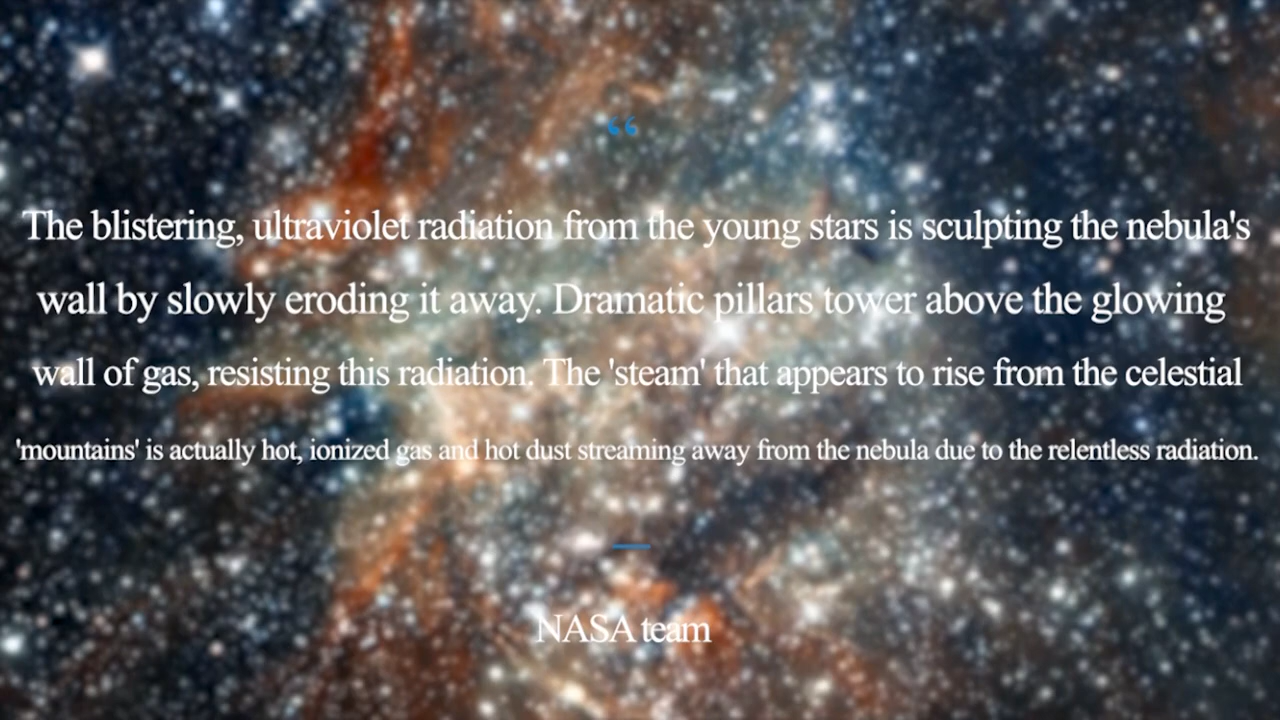 “
The blistering, ultraviolet radiation from the young stars is sculpting the nebula's
wall by slowly eroding it away. Dramatic pillars tower above the glowing
wall of gas, resisting this radiation. The 'steam' that appears to rise from the celestial
'mountains' is actually hot, ionized gas and hot dust streaming away from the nebula due to the relentless radiation.
NASA team